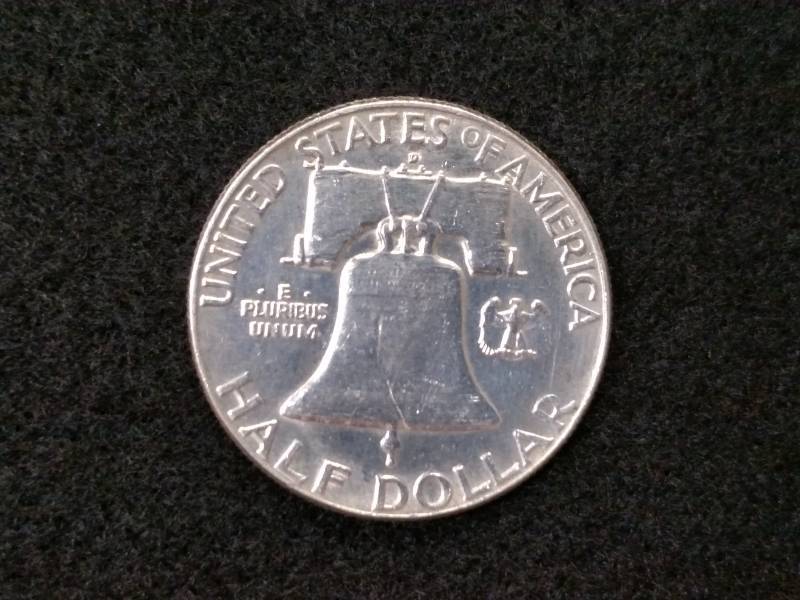 UNITED STATES OF AMERICA
D
· E ·
PLURIBUS
UNUM
HALF DOLLAR